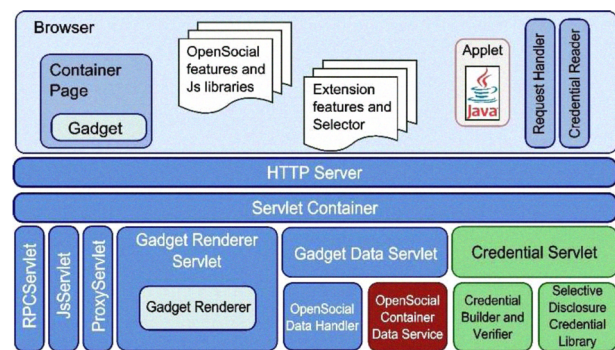 Browser
Container
Page
Gadget
OpenSocial
features and
Js libraries
Extension
features and
Selector
Applet
Java
Request Handler
Credential Reader
HTTP Server
Servlet Container
RPCServlet
JsServlet
ProxyServlet
Gadget Renderer
Servlet
Gadget Renderer
Gadget Data Servlet
OpenSocial
Data Handler
OpenSocial
Container
Data Service
Credential Servlet
Credential
Builder and
Verifier
Selective
Disclosure
Credential
Library